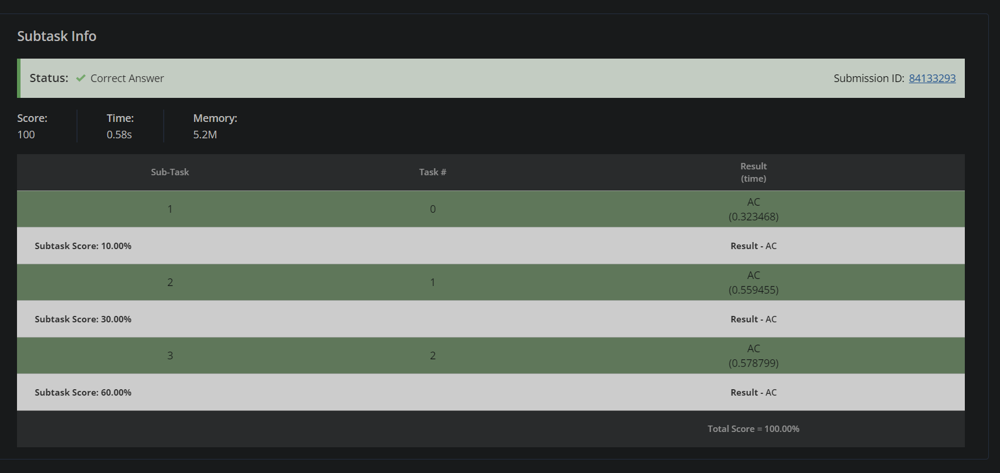 Subtask Info
Status: Correct Answer Submission ID: 84133293
Score: Time: Memory:
100 0.58s 5.2M
Sub-Task Task # Result
(time)
1 0 AC
(0.323468)
Subtask Score: 10.00% Result - AC
2 1 AC
(0.559455)
Subtask Score: 30.00% Result - AC
3 2 AC
(0.578799)
Subtask Score: 60.00% Result - AC
Total Score = 100.00%